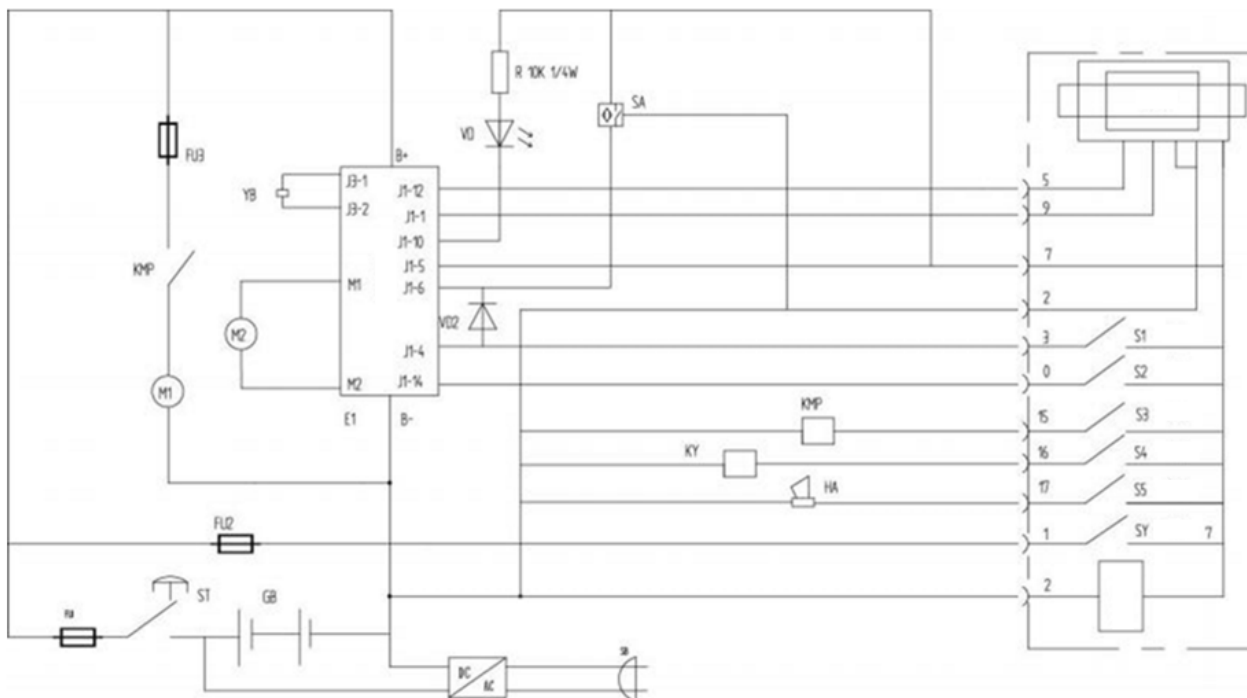 R 10K 1/4W
SA
VD
FU3
B+
YB
J3-1
J3-2
J1-12
J1-1
J1-10
J1-5
J1-6
J1-4
J1-14
M1
M2
KMP
M2
M1
VD2
E1
B-
5
9
7
2
3
S1
0
S2
KMP
15
S3
KY
16
S4
HA
17
S5
FU2
1
SY
7
ST
GB
2
DC
AC